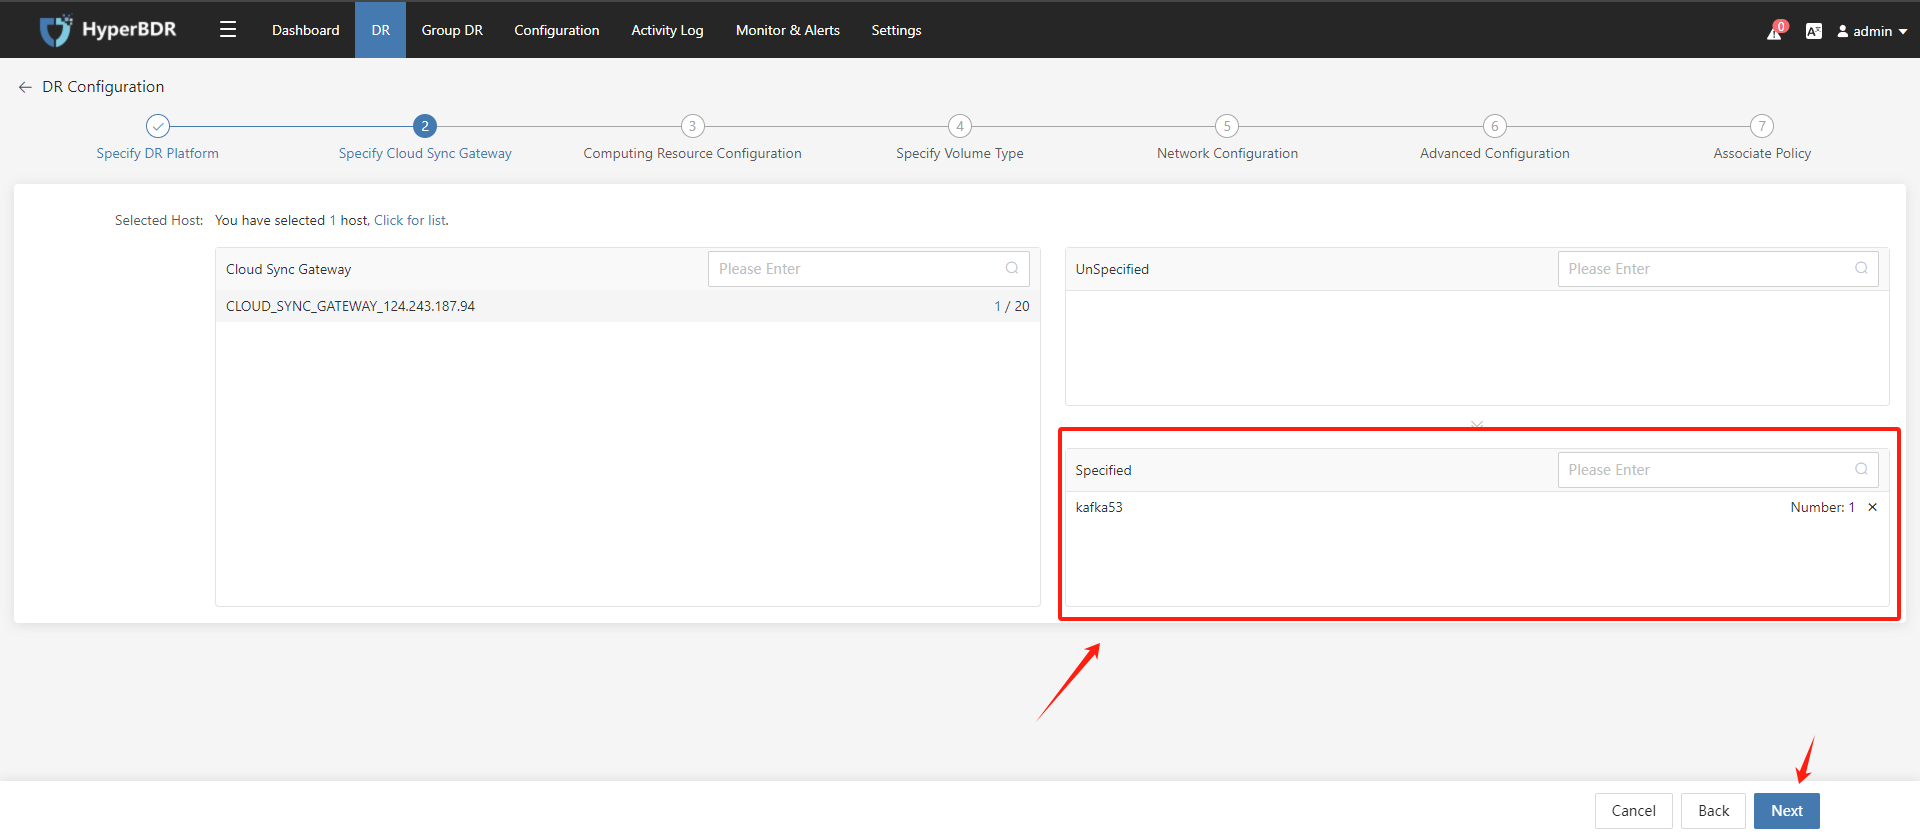 HyperBDR
Dashboard DR Group DR Configuration Activity Log Monitor & Alerts Settings
0 admin
DR Configuration
2 3 4 5 6 7
Specify DR Platform Specify Cloud Sync Gateway Computing Resource Configuration Specify Volume Type Network Configuration Advanced Configuration Associate Policy
Selected Host: You have selected 1 host, Click for list.
Cloud Sync Gateway Please Enter
CLOUD_SYNC_GATEWAY_124.243.187.94 1 / 20
UnSpecified Please Enter
Specified Please Enter
kafka53 Number: 1
Cancel Back Next